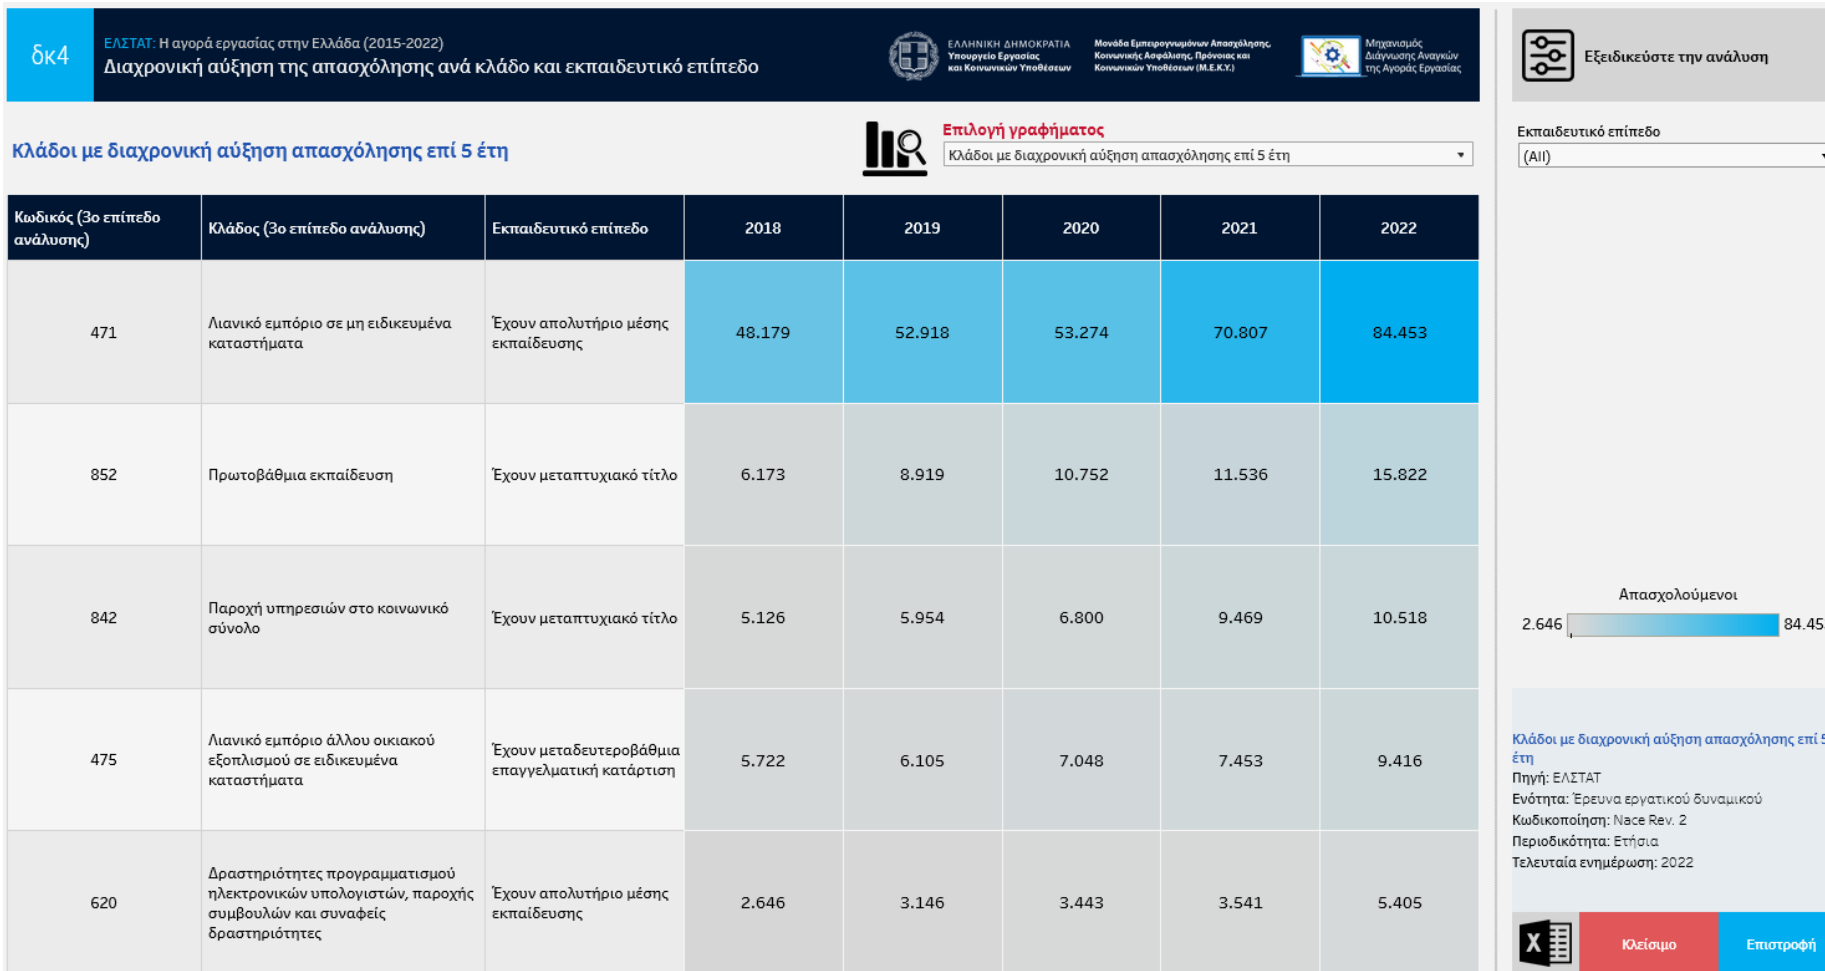 δκ4
ΕΛΣΤΑΤ: Η αγορά εργασίας στην Ελλάδα (2015-2022)
Διαχρονική αύξηση της απασχόλησης ανά κλάδο και εκπαιδευτικό επίπεδο
ΕΛΛΗΝΙΚΗ ΔΗΜΟΚΡΑΤΙΑ
Υπουργείο Εργασίας
και Κοινωνικών Υποθέσεων
Μονάδα Εμπειρογνωμόνων Απασχόλησης,
Κοινωνικής Ασφάλισης, Πρόνοιας και
Κοινωνικών Υποθέσεων (Μ.Ε.Κ.Υ.)
Μηχανισμός
Διάγνωσης Αναγκών
της Αγοράς Εργασίας
Εξειδικεύστε την ανάλυση
Κλάδοι με διαχρονική αύξηση απασχόλησης επί 5 έτη
Επιλογή γραφήματος
Κλάδοι με διαχρονική αύξηση απασχόλησης επί 5 έτη
Εκπαιδευτικό επίπεδο
(All)
Κωδικός (3ο επίπεδο
ανάλυσης)
Κλάδος (3ο επίπεδο ανάλυσης)
Εκπαιδευτικό επίπεδο
2018
2019
2020
2021
2022
471
Λιανικό εμπόριο σε μη ειδικευμένα
καταστήματα
Έχουν απολυτήριο μέσης
εκπαίδευσης
48.179
52.918
53.274
70.807
84.453
852
Πρωτοβάθμια εκπαίδευση
Έχουν μεταπτυχιακό τίτλο
6.173
8.919
10.752
11.536
15.822
842
Παροχή υπηρεσιών στο κοινωνικό
σύνολο
Έχουν μεταπτυχιακό τίτλο
5.126
5.954
6.800
9.469
10.518
475
Λιανικό εμπόριο άλλου οικιακού
εξοπλισμού σε ειδικευμένα
καταστήματα
Έχουν μεταδευτεροβάθμια
επαγγελματική κατάρτιση
5.722
6.105
7.048
7.453
9.416
620
Δραστηριότητες προγραμματισμού
ηλεκτρονικών υπολογιστών, παροχής
συμβουλών και συναφείς
δραστηριότητες
Έχουν απολυτήριο μέσης
εκπαίδευσης
2.646
3.146
3.443
3.541
5.405
Απασχολούμενοι
2.646
84.45
Κλάδοι με διαχρονική αύξηση απασχόλησης επί 5
έτη
Πηγή: ΕΛΣΤΑΤ
Ενότητα: Έρευνα εργατικού δυναμικού
Κωδικοποίηση: Nace Rev. 2
Περιοδικότητα: Ετήσια
Τελευταία ενημέρωση: 2022
X
Κλείσιμο
Επιστροφή